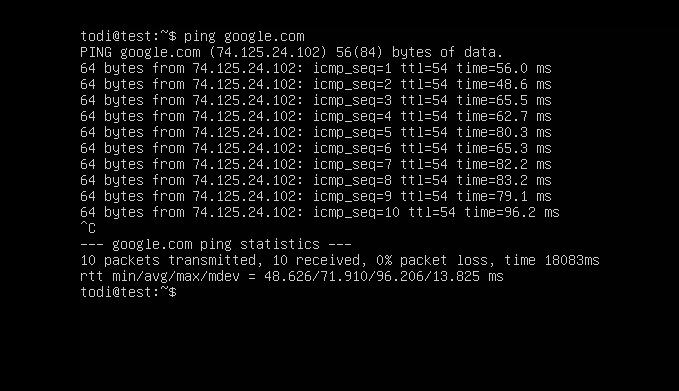 todi@test:~$ ping google.com
PING google.com (74.125.24.102) 56(84) bytes of data.
64 bytes from 74.125.24.102: icmp_seq=1 ttl=54 time=56.0 ms
64 bytes from 74.125.24.102: icmp_seq=2 ttl=54 time=48.6 ms
64 bytes from 74.125.24.102: icmp_seq=3 ttl=54 time=65.5 ms
64 bytes from 74.125.24.102: icmp_seq=4 ttl=54 time=62.7 ms
64 bytes from 74.125.24.102: icmp_seq=5 ttl=54 time=80.3 ms
64 bytes from 74.125.24.102: icmp_seq=6 ttl=54 time=65.3 ms
64 bytes from 74.125.24.102: icmp_seq=7 ttl=54 time=82.2 ms
64 bytes from 74.125.24.102: icmp_seq=8 ttl=54 time=83.2 ms
64 bytes from 74.125.24.102: icmp_seq=9 ttl=54 time=79.1 ms
64 bytes from 74.125.24.102: icmp_seq=10 ttl=54 time=96.2 ms
^C
--- google.com ping statistics ---
10 packets transmitted, 10 received, 0% packet loss, time 18083ms
rtt min/avg/max/mdev = 48.626/71.910/96.206/13.825 ms
todi@test:~$